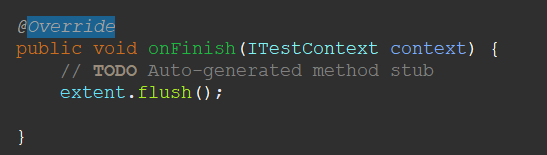 @Override
public void onFinish(ITestContext context) {
    // TODO Auto-generated method stub
    extent.flush();
}